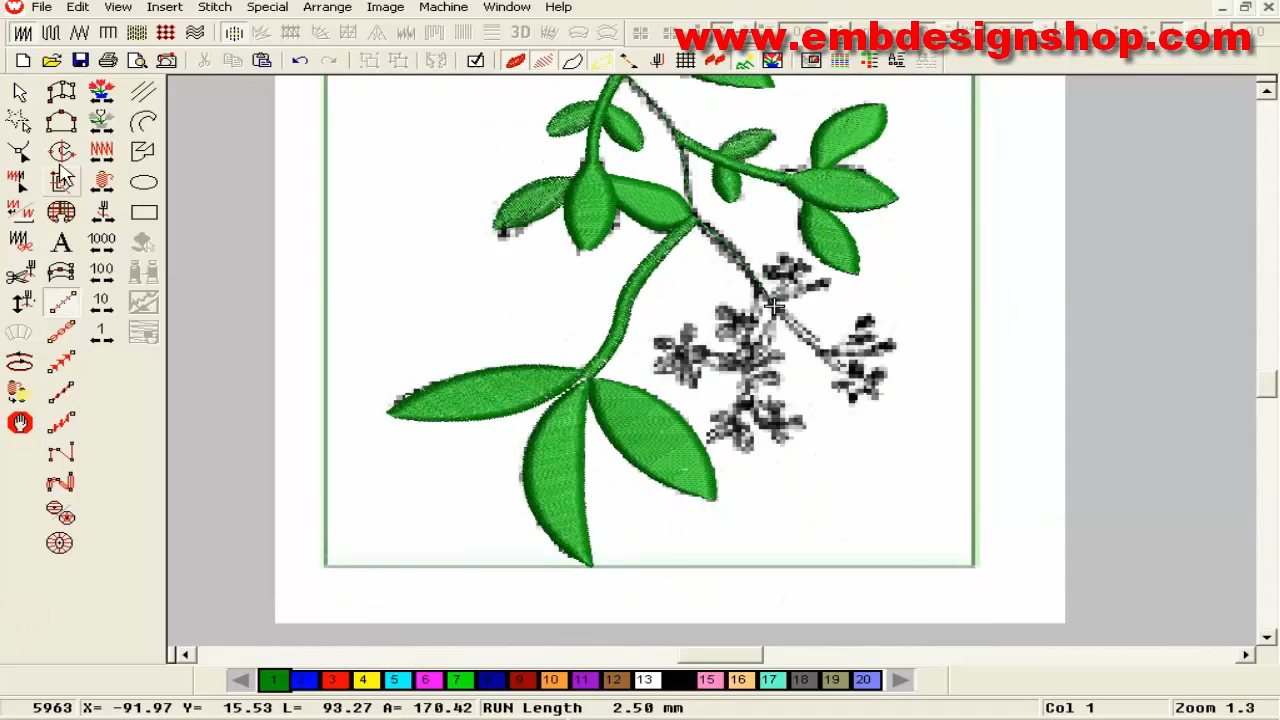 File Edit View Insert Stitch Special Arrange Image Machine Window Help
www.embdesignshop.com
3D
A
1000
100
10
1
1 2 3 4 5 6 7 8 9 10 11 12 13 15 16 17 18 19 20
5963 X= -91.97 Y= 15.53 L= 93.27 A= 170.42 RUN Length 2.50 mm Col 1 Zoom 1.3